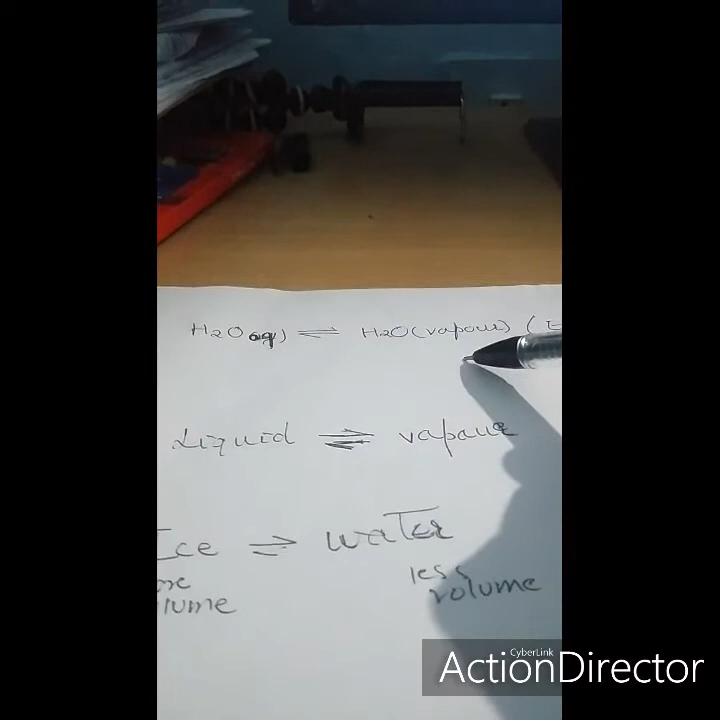 H2O(aq) ⇌ H2O(vapour) (
Liquid ⇌ vapour
Ice ⇌ water
less
volume
CyberLink
ActionDirector